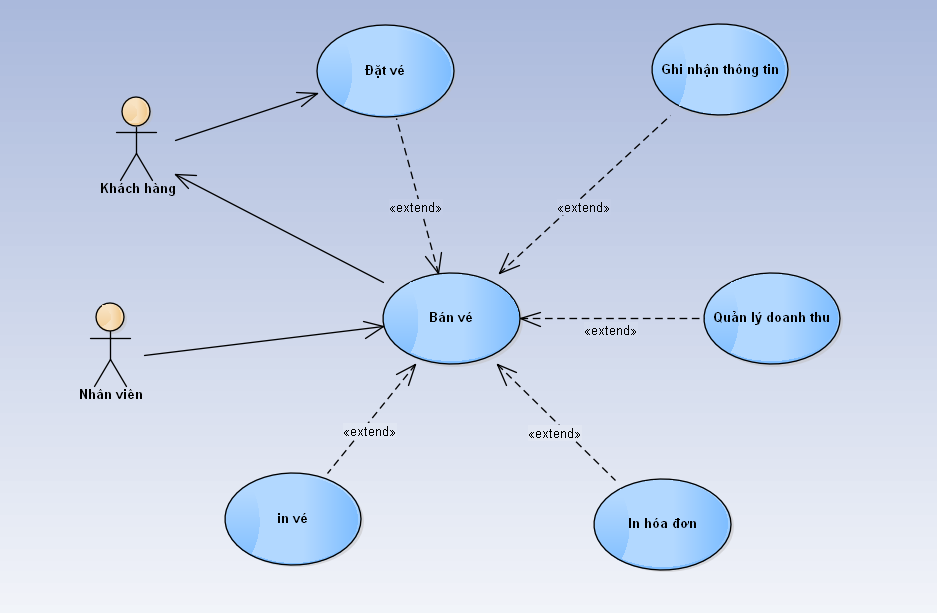 Đặt vé
Ghi nhận thông tin
Khách hàng
«extend»
«extend»
Bán vé
Quản lý doanh thu
«extend»
Nhân viên
«extend»
«extend»
in vé
In hóa đơn